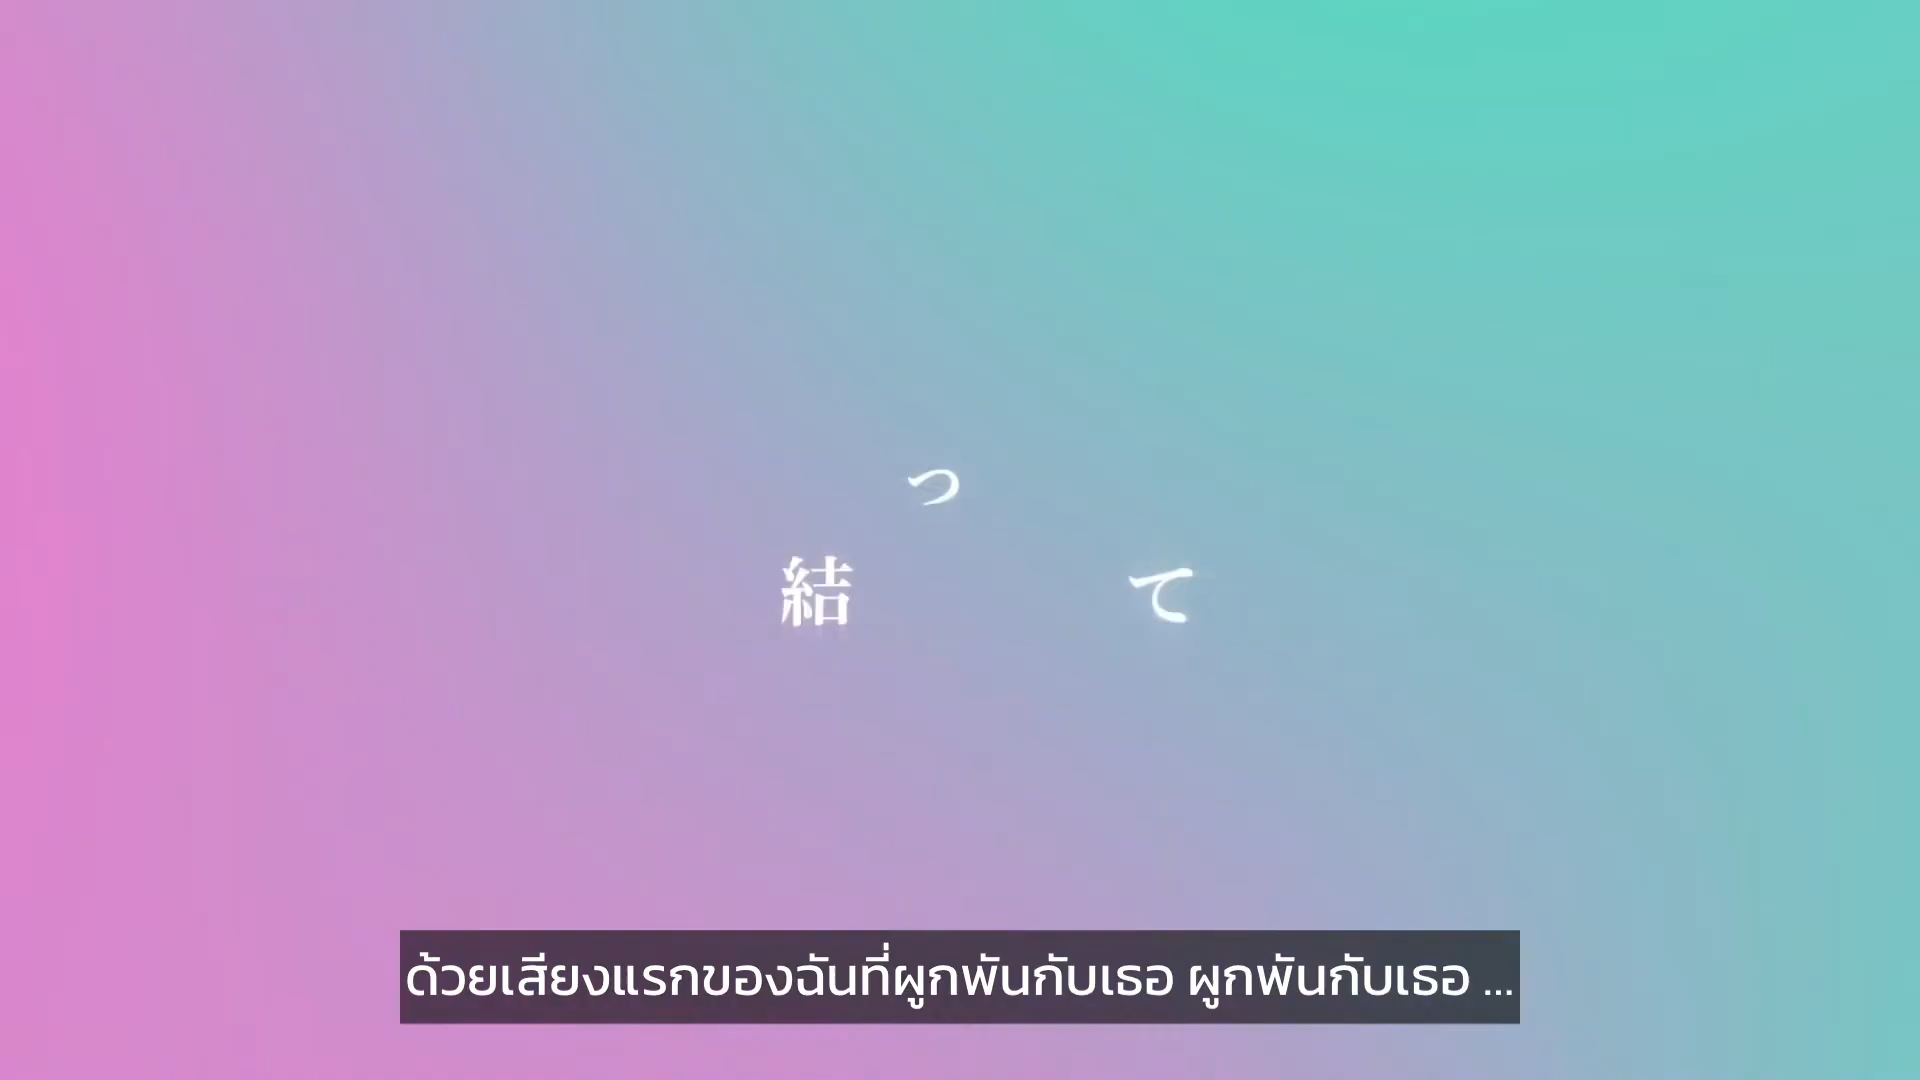 っ
結 て
ด้วยเสียงแรกของฉันที่ผูกพันกับเธอ ผูกพันกับเธอ ...